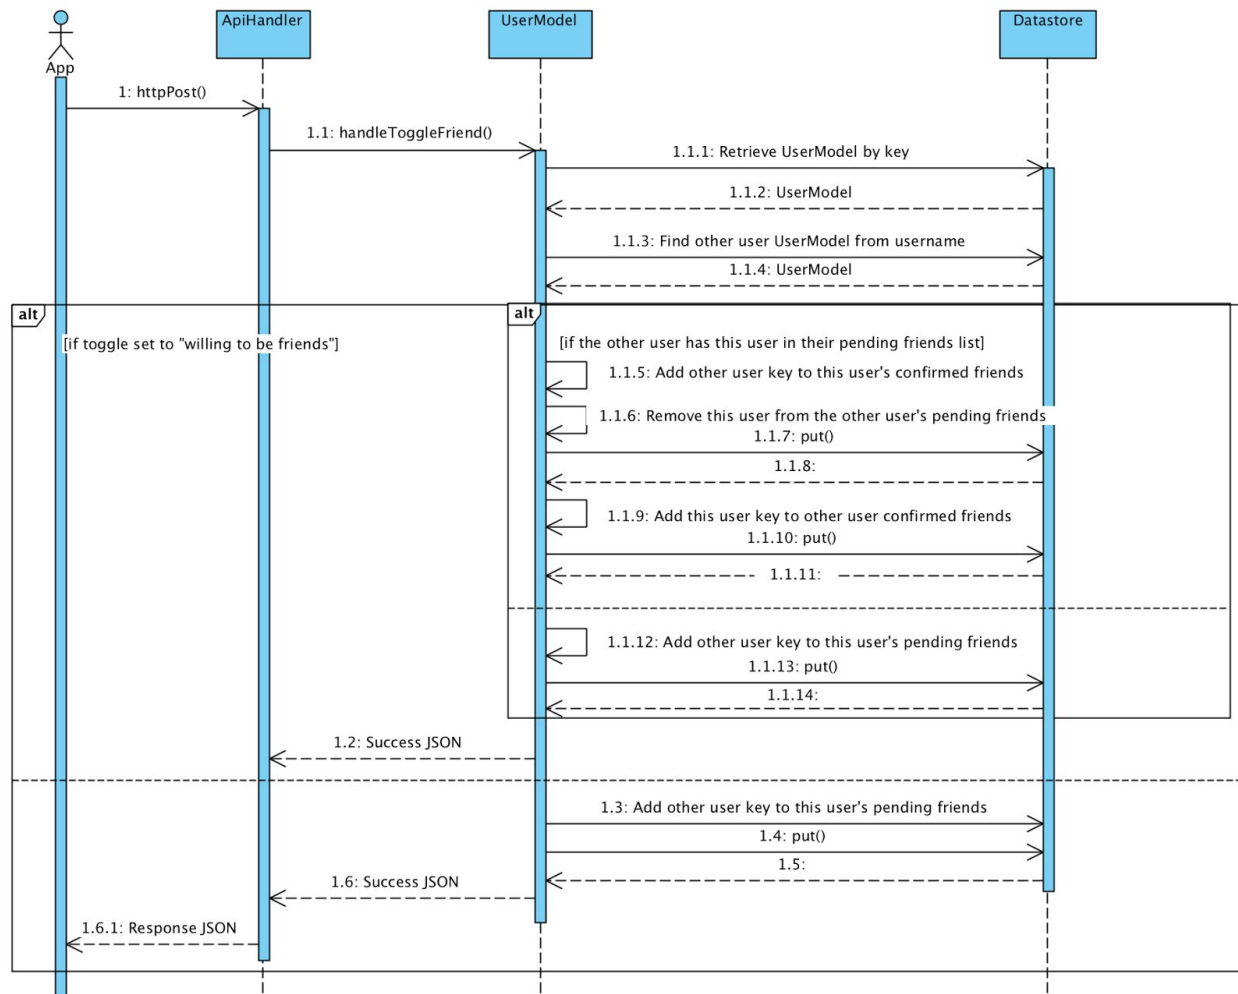 App
ApiHandler
UserModel
Datastore
1: httpPost()
1.1: handleToggleFriend()
1.1.1: Retrieve UserModel by key
1.1.2: UserModel
1.1.3: Find other user UserModel from username
1.1.4: UserModel
alt
[if toggle set to "willing to be friends"]
alt
[if the other user has this user in their pending friends list]
1.1.5: Add other user key to this user's confirmed friends
1.1.6: Remove this user from the other user's pending friends
1.1.7: put()
1.1.8:
1.1.9: Add this user key to other user confirmed friends
1.1.10: put()
1.1.11:
1.1.12: Add other user key to this user's pending friends
1.1.13: put()
1.1.14:
1.2: Success JSON
1.3: Add other user key to this user's pending friends
1.4: put()
1.5:
1.6: Success JSON
1.6.1: Response JSON